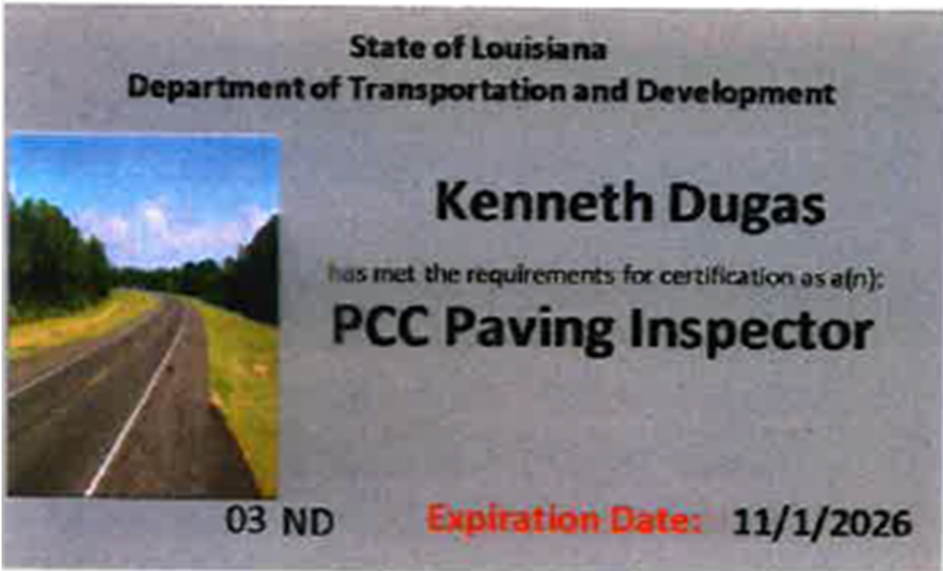 State of Louisiana
Department of Transportation and Development
Kenneth Dugas
has met the requirements for certification as a(n):
PCC Paving Inspector
03 ND Expiration Date: 11/1/2026